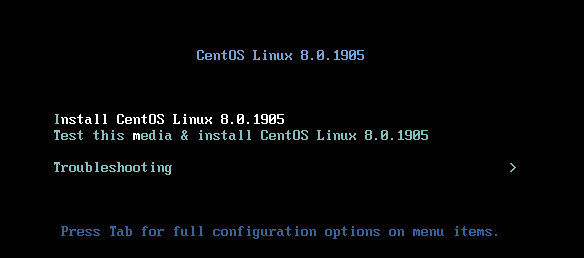 CentOS Linux 8.0.1905
Install CentOS Linux 8.0.1905
Test this media & install CentOS Linux 8.0.1905
Troubleshooting >
Press Tab for full configuration options on menu items.